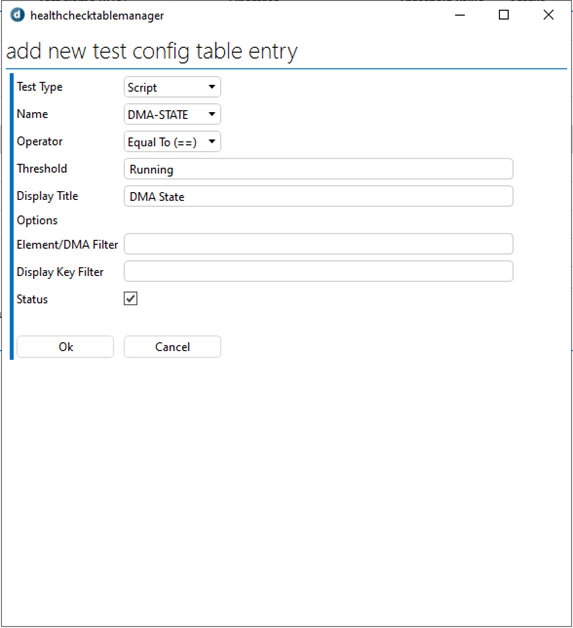 healthchecktablemanager
add new test config table entry
Test Type Script
Name DMA-STATE
Operator Equal To (==)
Threshold Running
Display Title DMA State
Options
Element/DMA Filter
Display Key Filter
Status
Ok Cancel